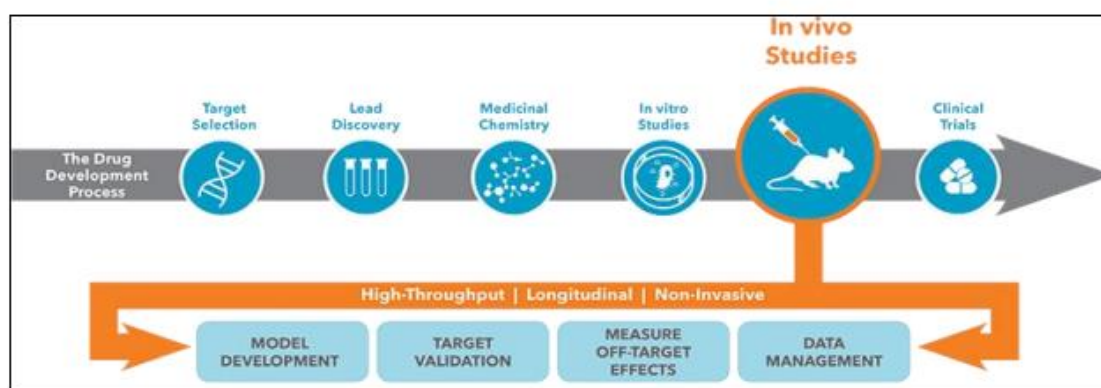 In vivo
Studies
Target
Selection
Lead
Discovery
Medicinal
Chemistry
In vitro
Studies
Clinical
Trials
The Drug
Development
Process
High-Throughput | Longitudinal | Non-Invasive
MODEL
DEVELOPMENT
TARGET
VALIDATION
MEASURE
OFF-TARGET
EFFECTS
DATA
MANAGEMENT